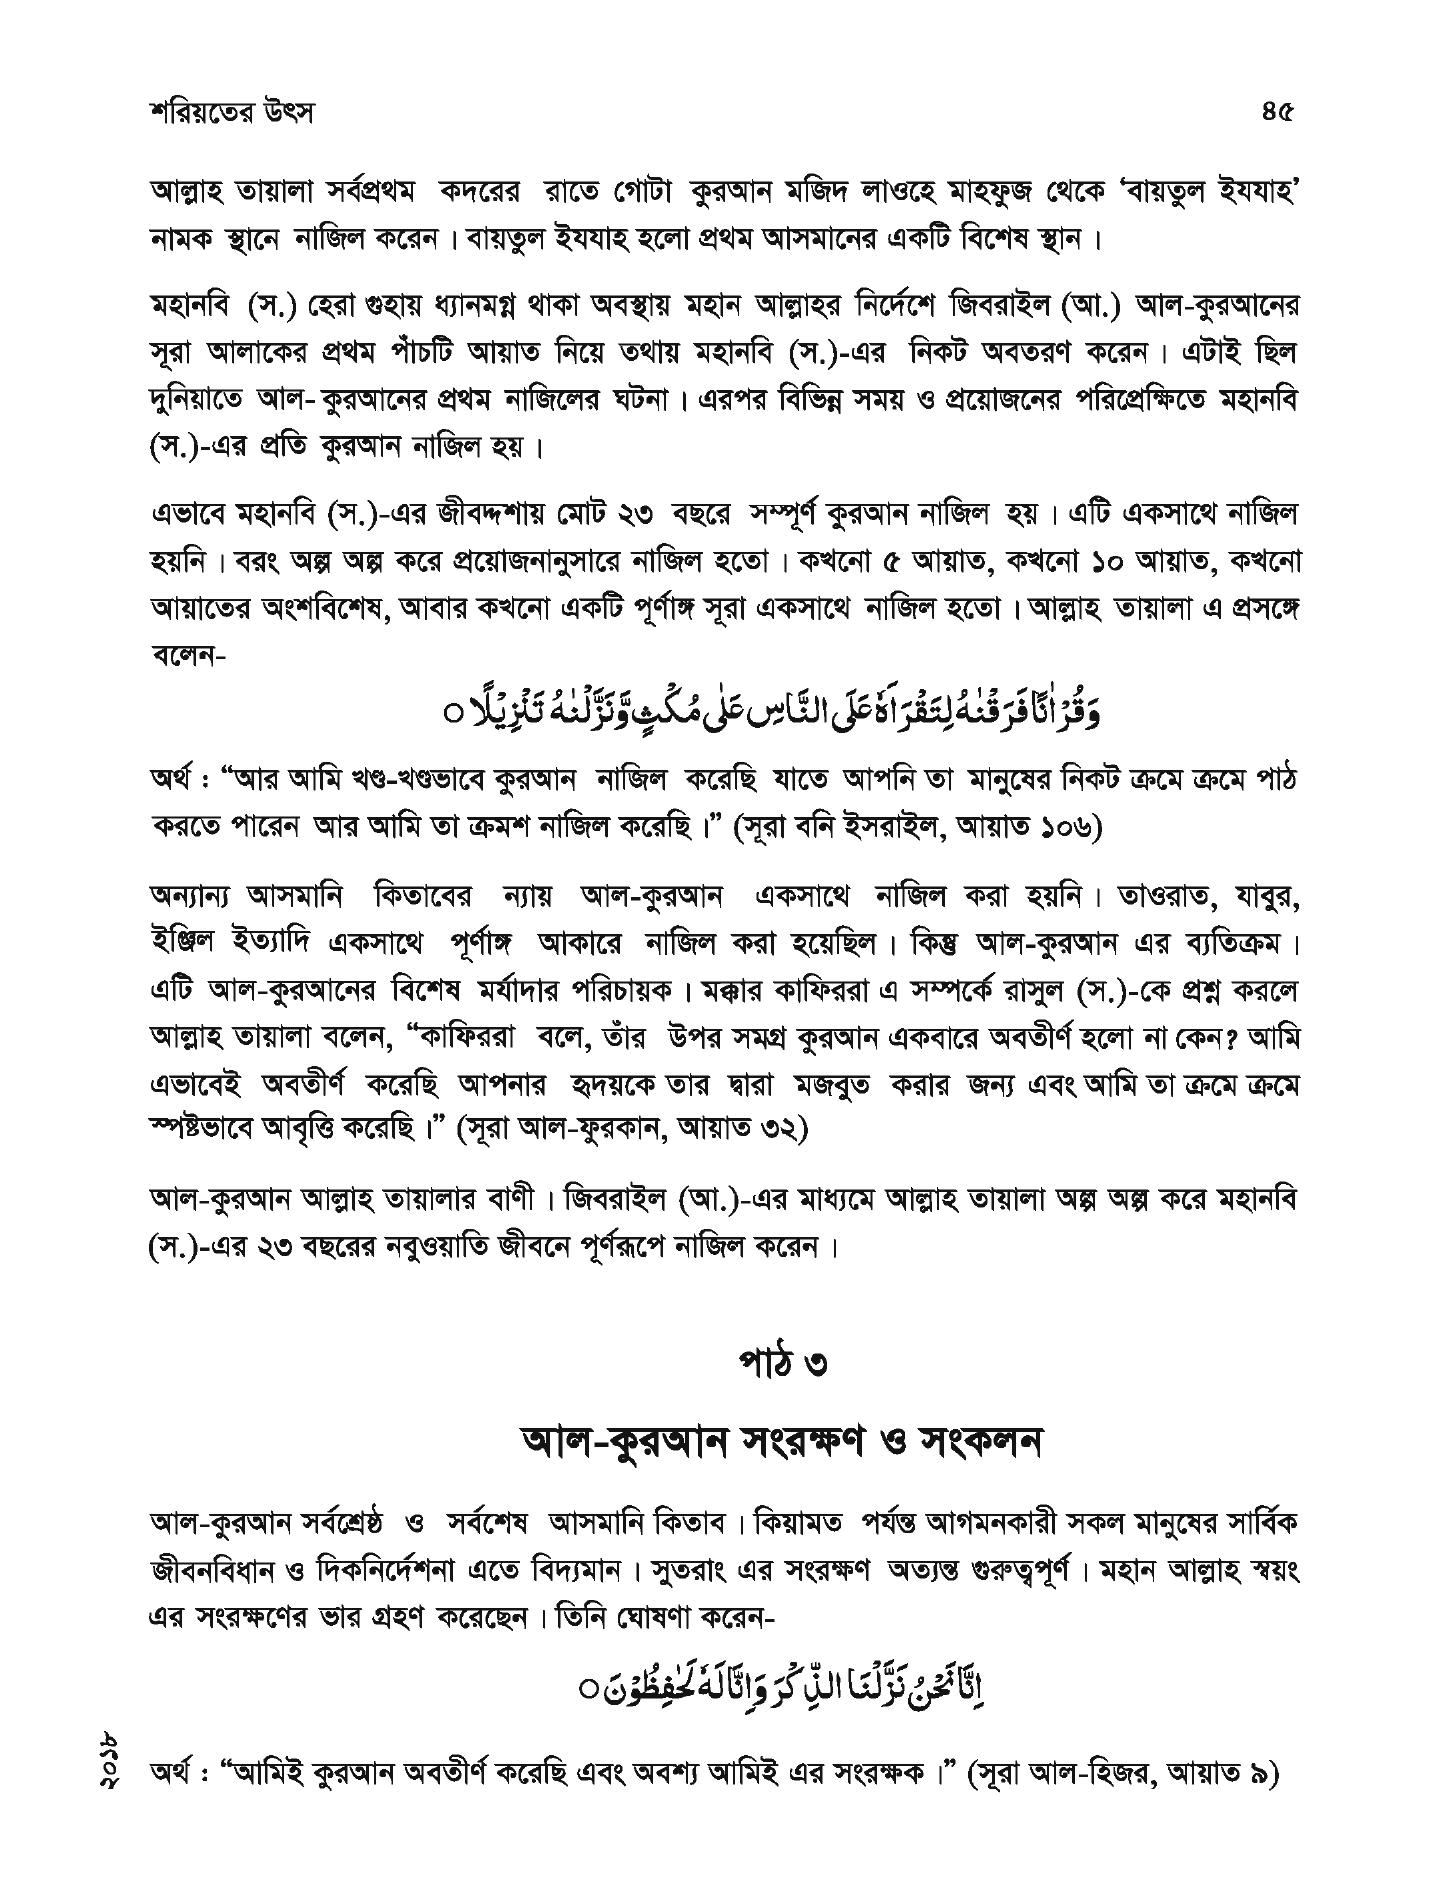 শরিয়তের উৎস ৪৫
আল্লাহ তায়ালা সর্বপ্রথম কদরের রাতে গোটা কুরআন মজিদ লাওহে মাহফুজ থেকে ‘বায়তুল ইযযাহ’
নামক স্থানে নাজিল করেন। বায়তুল ইযযাহ হলো প্রথম আসমানের একটি বিশেষ স্থান।
মহানবি (স.) হেরা গুহায় ধ্যানমগ্ন থাকা অবস্থায় মহান আল্লাহর নির্দেশে জিবরাইল (আ.) আল-কুরআনের
সূরা আলাকের প্রথম পাঁচটি আয়াত নিয়ে তথায় মহানবি (স.)-এর নিকট অবতরণ করেন। এটাই ছিল
দুনিয়াতে আল- কুরআনের প্রথম নাজিলের ঘটনা। এরপর বিভিন্ন সময় ও প্রয়োজনের পরিপ্রেক্ষিতে মহানবি
(স.)-এর প্রতি কুরআন নাজিল হয়।
এভাবে মহানবি (স.)-এর জীবদ্দশায় মোট ২৩ বছরে সম্পূর্ণ কুরআন নাজিল হয়। এটি একসাথে নাজিল
হয়নি। বরং অল্প অল্প করে প্রয়োজনানুসারে নাজিল হতো। কখনো ৫ আয়াত, কখনো ১০ আয়াত, কখনো
আয়াতের অংশবিশেষ, আবার কখনো একটি পূর্ণাঙ্গ সূরা একসাথে নাজিল হতো। আল্লাহ তায়ালা এ প্রসঙ্গে
বলেন-
وَقُرْاٰنًا فَرَقْنٰهُ لِتَقْرَاَهٗ عَلَى النَّاسِ عَلٰى مُكْثٍ وَّنَزَّلْنٰهُ تَنْزِيْلًا ○
অর্থ : “আর আমি খণ্ড-খণ্ডভাবে কুরআন নাজিল করেছি যাতে আপনি তা মানুষের নিকট ক্রমে ক্রমে পাঠ
করতে পারেন আর আমি তা ক্রমশ নাজিল করেছি।” (সূরা বনি ইসরাইল, আয়াত ১০৬)
অন্যান্য আসমানি কিতাবের ন্যায় আল-কুরআন একসাথে নাজিল করা হয়নি। তাওরাত, যাবুর,
ইঞ্জিল ইত্যাদি একসাথে পূর্ণাঙ্গ আকারে নাজিল করা হয়েছিল। কিন্তু আল-কুরআন এর ব্যতিক্রম।
এটি আল-কুরআনের বিশেষ মর্যাদার পরিচায়ক। মক্কার কাফিররা এ সম্পর্কে রাসুল (স.)-কে প্রশ্ন করলে
আল্লাহ তায়ালা বলেন, “কাফিররা বলে, তাঁর উপর সমগ্র কুরআন একবারে অবতীর্ণ হলো না কেন? আমি
এভাবেই অবতীর্ণ করেছি আপনার হৃদয়কে তার দ্বারা মজবুত করার জন্য এবং আমি তা ক্রমে ক্রমে
স্পষ্টভাবে আবৃত্তি করেছি।” (সূরা আল-ফুরকান, আয়াত ৩২)
আল-কুরআন আল্লাহ তায়ালার বাণী। জিবরাইল (আ.)-এর মাধ্যমে আল্লাহ তায়ালা অল্প অল্প করে মহানবি
(স.)-এর ২৩ বছরের নবুওয়াতি জীবনে পূর্ণরূপে নাজিল করেন।
পাঠ ৩
আল-কুরআন সংরক্ষণ ও সংকলন
আল-কুরআন সর্বশ্রেষ্ঠ ও সর্বশেষ আসমানি কিতাব। কিয়ামত পর্যন্ত আগমনকারী সকল মানুষের সার্বিক
জীবনবিধান ও দিকনির্দেশনা এতে বিদ্যমান। সুতরাং এর সংরক্ষণ অত্যন্ত গুরুত্বপূর্ণ। মহান আল্লাহ স্বয়ং
এর সংরক্ষণের ভার গ্রহণ করেছেন। তিনি ঘোষণা করেন-
اِنَّا نَحْنُ نَزَّلْنَا الذِّكْرَ وَاِنَّا لَهٗ لَحٰفِظُوْنَ ○
অর্থ : “আমিই কুরআন অবতীর্ণ করেছি এবং অবশ্য আমিই এর সংরক্ষক।” (সূরা আল-হিজর, আয়াত ৯)
২০১৮